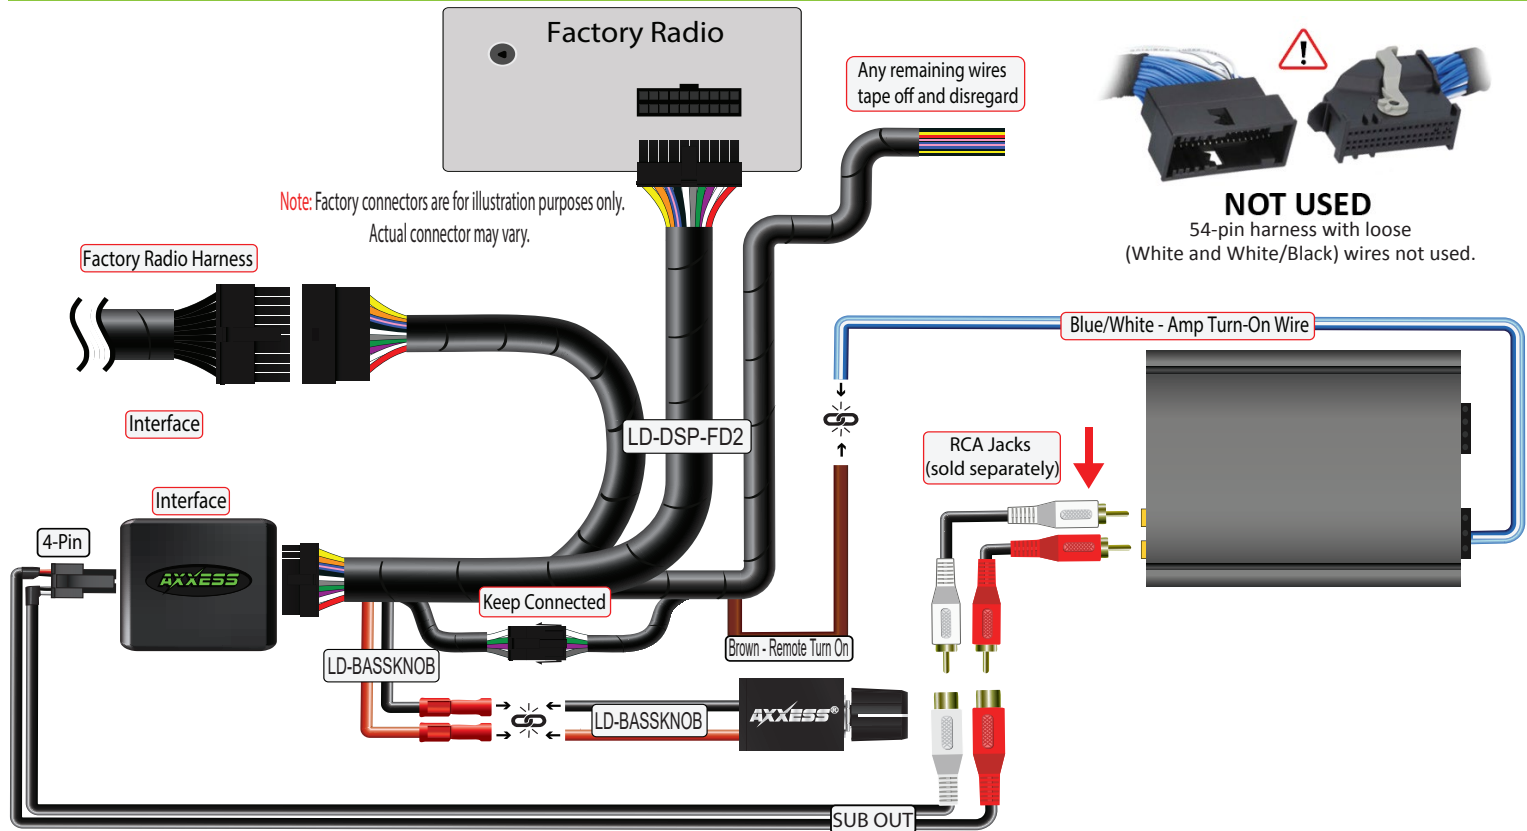 Factory Radio
Any remaining wires
tape off and disregard
NOT USED
54-pin harness with loose
(White and White/Black) wires not used.
Note: Factory connectors are for illustration purposes only.
Actual connector may vary.
Factory Radio Harness
Blue/White - Amp Turn-On Wire
Interface
LD-DSP-FD2
RCA Jacks
(sold separately)
Interface
4-Pin
AXXESS
Keep Connected
Brown - Remote Turn On
LD-BASSKNOB
LD-BASSKNOB
AXXESS®
SUB OUT